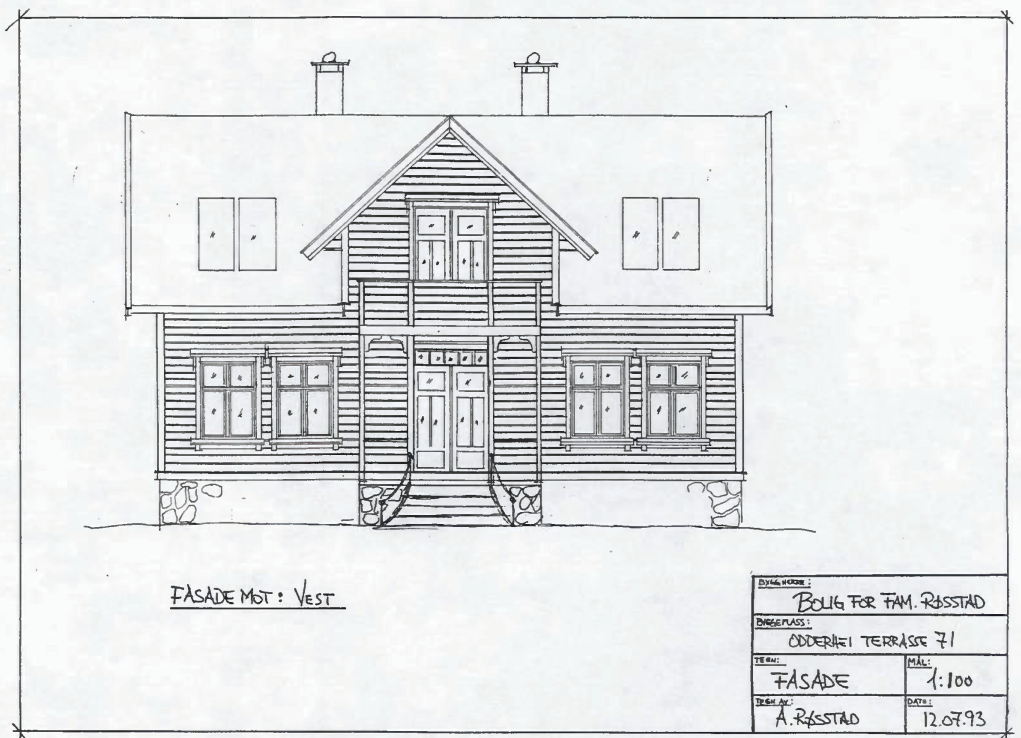 FASADE MOT: VEST
BYGGHERRE:
BOLIG FOR FAM. RØSSTAD
BYGGEPLASS:
ODDERHEI TERRASSE 71
TEGN:
FASADE
MÅL:
1:100
TEGN AV:
A. RØSSTAD
DATO:
12.07.93